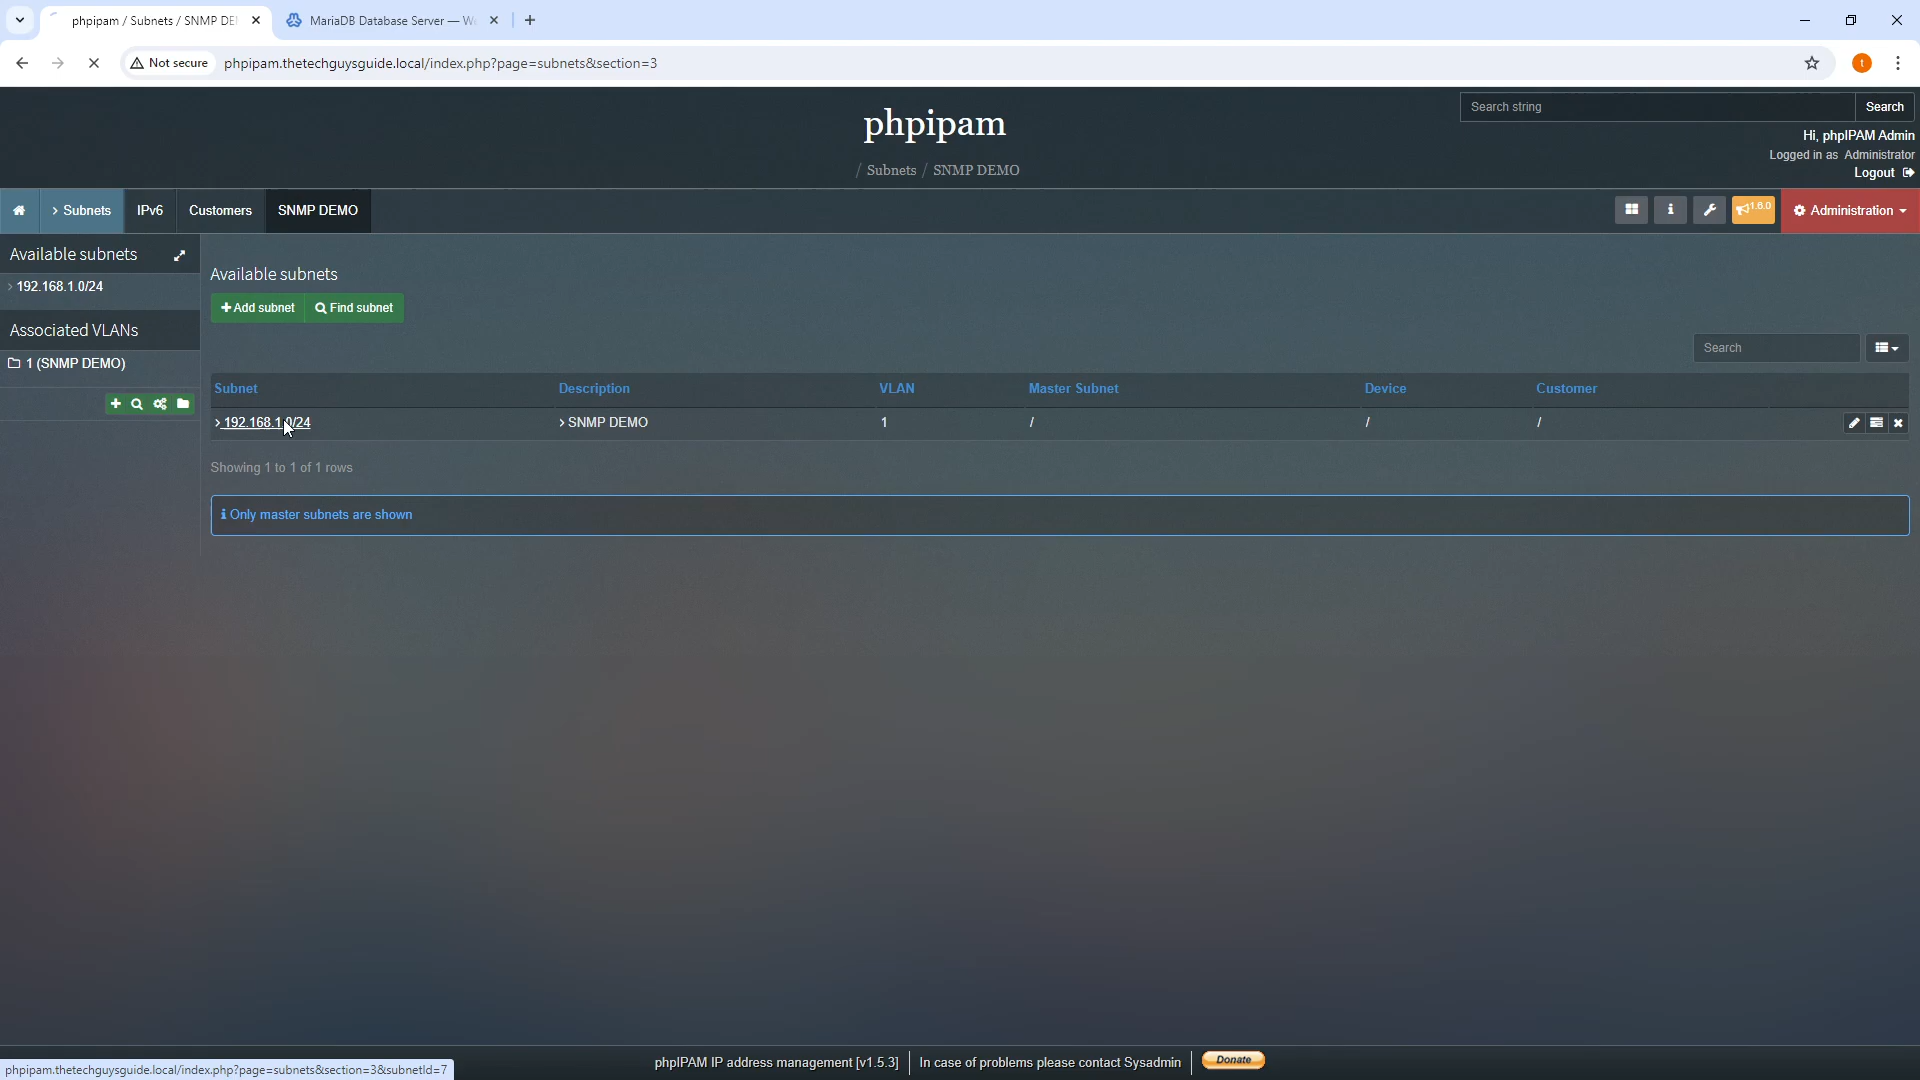 phpipam / Subnets / SNMP DE
MariaDB Database Server — W
Not secure
phpipam.thetechguysguide.local/index.php?page=subnets&section=3
t
phpipam
/ Subnets / SNMP DEMO
Search string
Search
Hi, phpIPAM Admin
Logged in as Administrator
Logout
> Subnets
IPv6
Customers
SNMP DEMO
1.6.0
Administration
Available subnets
> 192.168.1.0/24
Associated VLANs
1 (SNMP DEMO)
Available subnets
+Add subnet
Find subnet
Search
Subnet Description VLAN Master Subnet Device Customer
> 192.168.1.0/24 > SNMP DEMO 1 / / /
Showing 1 to 1 of 1 rows
i Only master subnets are shown
phpipam.thetechguysguide.local/index.php?page=subnets&section=3&subnetId=7
phpIPAM IP address management [v1.5.3]
In case of problems please contact Sysadmin
Donate